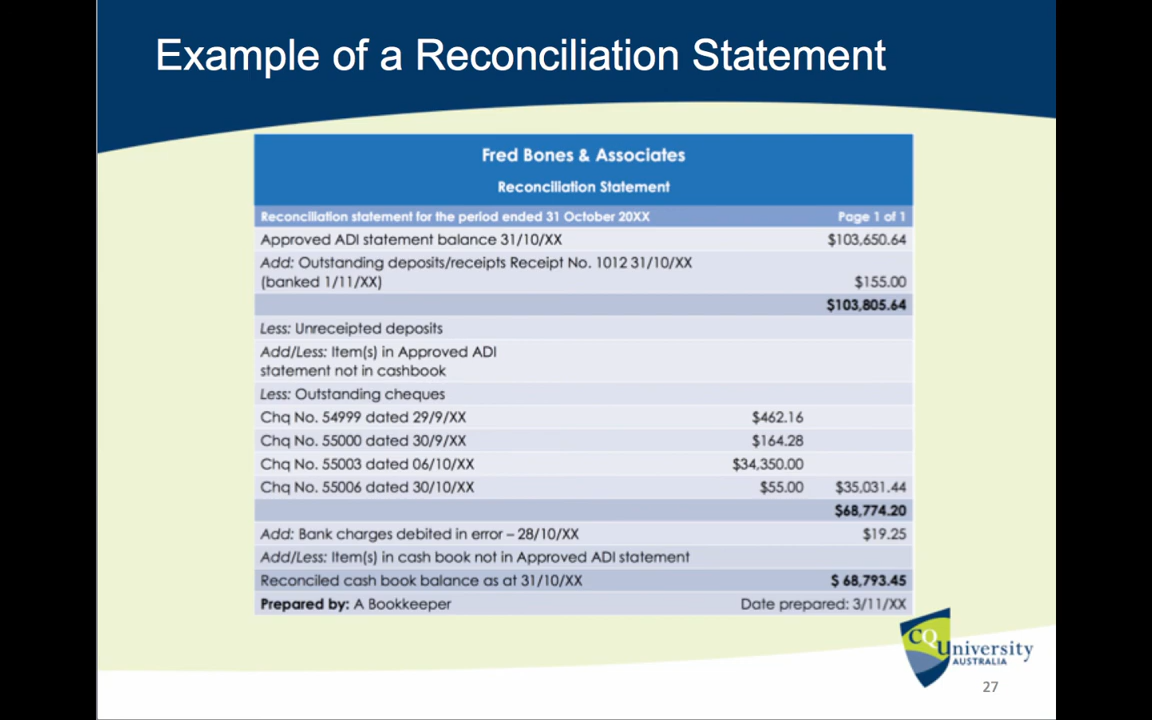 Example of a Reconciliation Statement
Fred Bones & Associates
Reconciliation Statement
Reconciliation statement for the period ended 31 October 20XX Page 1 of 1
Approved ADI statement balance 31/10/XX $103,650.64
Add: Outstanding deposits/receipts Receipt No. 1012 31/10/XX
(banked 1/11/XX) $155.00
$103,805.64
Less: Unreceipted deposits
Add/Less: Item(s) in Approved ADI
statement not in cashbook
Less: Outstanding cheques
Chq No. 54999 dated 29/9/XX $462.16
Chq No. 55000 dated 30/9/XX $164.28
Chq No. 55003 dated 06/10/XX $34,350.00
Chq No. 55006 dated 30/10/XX $55.00 $35,031.44
$68,774.20
Add: Bank charges debited in error – 28/10/XX $19.25
Add/Less: Item(s) in cash book not in Approved ADI statement
Reconciled cash book balance as at 31/10/XX $ 68,793.45
Prepared by: A Bookkeeper Date prepared: 3/11/XX
CQUniversity
AUSTRALIA
27